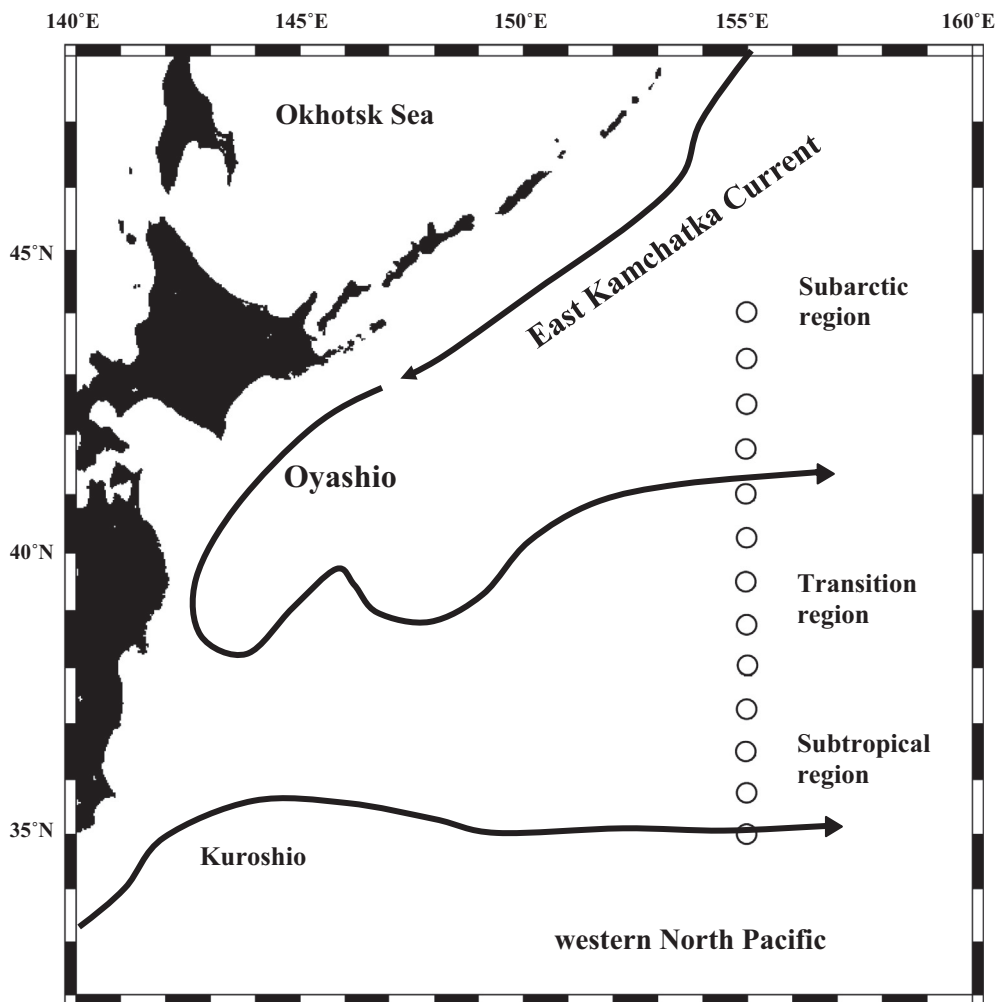 140°E 145°E 150°E 155°E 160°E
Okhotsk Sea
East Kamchatka Current
45°N
Subarctic
region
Oyashio
40°N
Transition
region
Subtropical
region
35°N
Kuroshio
western North Pacific